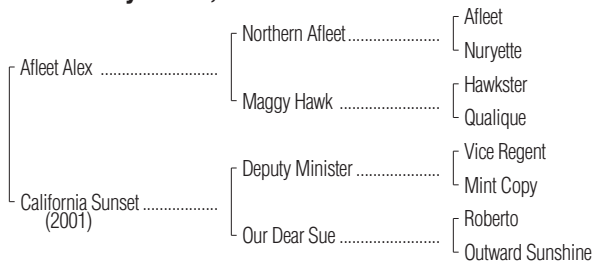 Afleet
Northern Afleet
Nuryette
Afleet Alex
Hawkster
Maggy Hawk
Qualique
Vice Regent
Deputy Minister
Mint Copy
California Sunset
(2001)
Roberto
Our Dear Sue
Outward Sunshine